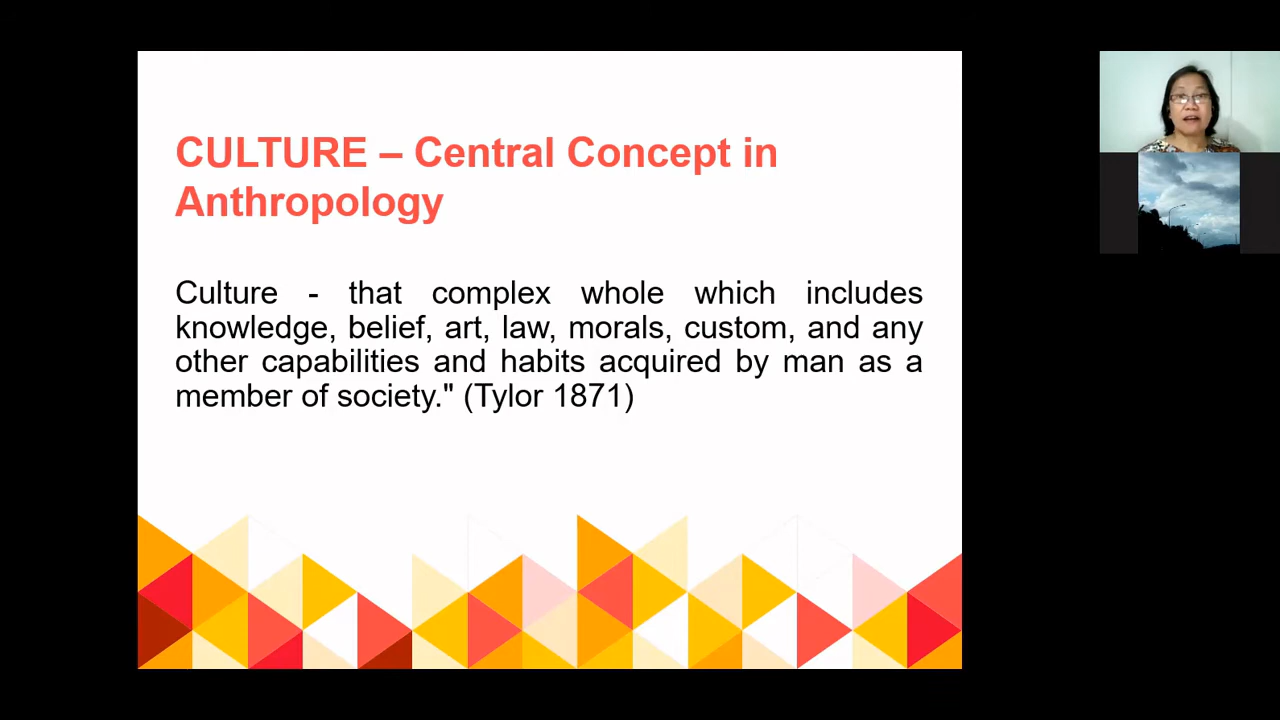 CULTURE – Central Concept in
Anthropology
Culture - that complex whole which includes
knowledge, belief, art, law, morals, custom, and any
other capabilities and habits acquired by man as a
member of society." (Tylor 1871)